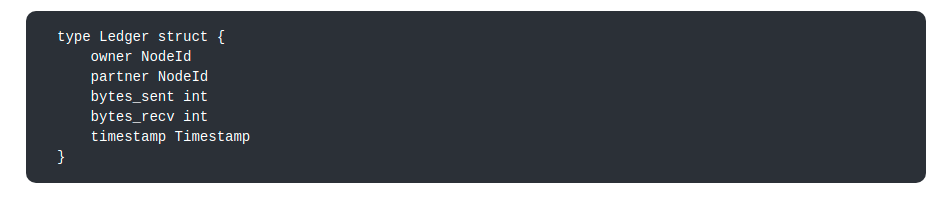 type Ledger struct {
    owner NodeId
    partner NodeId
    bytes_sent int
    bytes_recv int
    timestamp Timestamp
}